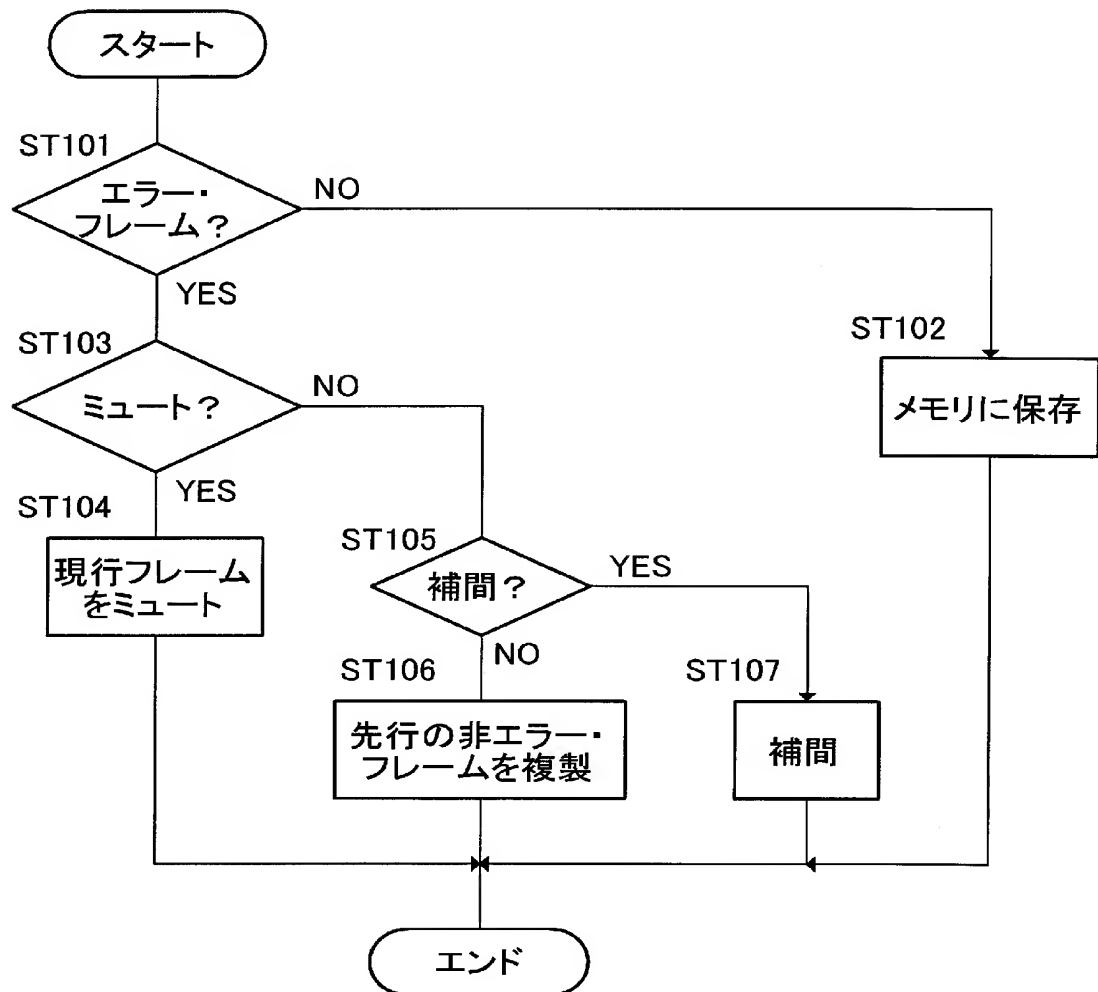 スタート
ST101
エラー・
フレーム？
NO
YES
ST103
ミュート？
NO
YES
ST102
メモリに保存
ST104
現行フレーム
をミュート
ST105
補間？
YES
NO
ST106
先行の非エラー・
フレームを複製
ST107
補間
エンド